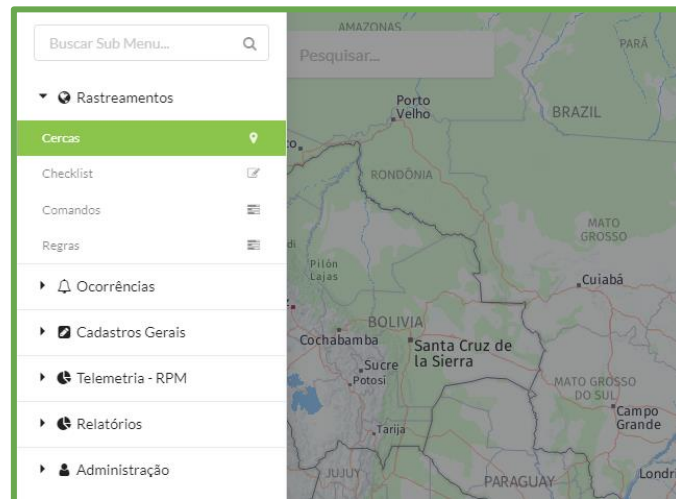 Buscar Sub Menu...
Rastreamentos
Cercas
Checklist
Comandos
Regras
Ocorrências
Cadastros Gerais
Telemetria - RPM
Relatórios
Administração
Pesquisar...
AMAZONAS
PARÁ
Porto
Velho
BRAZIL
RONDÔNIA
MATO
GROSSO
Pilón
Lajas
Cuiabá
BOLIVIA
Cochabamba
Santa Cruz de
la Sierra
Sucre
Potosí
MATO GROSSO
DO SUL
Campo
Grande
Tarija
JUJUY
PARAGUAY
Londri